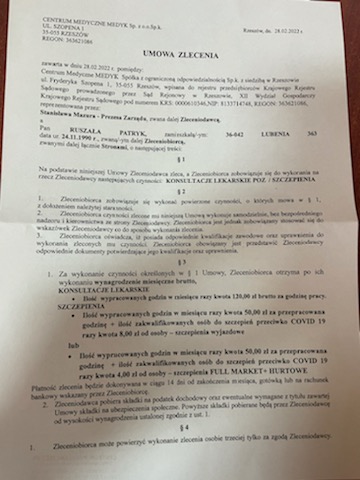 CENTRUM MEDYCZNE MEDYK Sp. z o.o.Sp.k.
UL. SZOPENA 1
35-055 RZESZÓW
REGON: 363621086
Rzeszów, dn. 28.02.2022 r.
UMOWA ZLECENIA
zawarta w dniu 28.02.2022 r. pomiędzy:
Centrum Medyczne MEDYK Spółka z ograniczoną odpowiedzialnością Sp.k. z siedzibą w Rzeszowie
ul. Fryderyka Szopena 1, 35-055 Rzeszów, wpisana do rejestru przedsiębiorców Krajowego Rejestru
Sądowego prowadzonego przez Sąd Rejonowy w Rzeszowie, XII Wydział Gospodarczy
Krajowego Rejestru Sądowego pod numerem KRS: 0000610346,NIP: 8133714748, REGON: 363621086,
reprezentowanym przez:
Stanisława Mazura - Prezesa Zarządu, zwana dalej Zleceniodawcą,
a
Pan RUSZAŁA PATRYK, zamieszkałą-ym: 36-042 LUBENIA 363
data ur. 24.11.1990 r., zwaną-ym dalej Zleceniobiorcą,
zwanymi dalej łącznie Stronami, o następującej treści:
§ 1
Na podstawie niniejszej Umowy Zleceniodawca zleca, a Zleceniobiorca zobowiązuje się do wykonania na
rzecz Zleceniodawcy następujących czynności: KONSULTACJE LEKARSKIE POZ / SZCZEPIENIA
§ 2
1. Zleceniobiorca zobowiązuje się wykonać powierzone czynności, o których mowa w § 1,
z dołożeniem należytej staranności.
2. Zleceniobiorca czynności zlecone mu niniejszą Umową wykonuje samodzielnie, bez bezpośredniego
nadzoru i kierownictwa ze strony Zleceniodawcy. Zleceniobiorca jest jednak zobowiązany stosować się do
wskazówek Zleceniodawcy co do sposobu wykonania zlecenia.
3. Zleceniobiorca oświadcza, iż posiada odpowiednie kwalifikacje zawodowe oraz uprawnienia do
wykonania zleconych mu czynności. Zleceniobiorca obowiązany jest przedstawić Zleceniodawcy
odpowiednie dokumenty potwierdzające jego kwalifikacje oraz uprawnienia.
§ 3
1. Za wykonanie czynności określonych w § 1 Umowy, Zleceniobiorca otrzyma po ich
wykonaniu wynagrodzenie miesięczne brutto,
KONSULTACJE LEKARSKIE
• Ilość wypracowanych godzin w miesiącu razy kwota 120,00 zł brutto za godzinę pracy.
SZCZEPIENIA
• Ilość wypracowanych godzin w miesiącu razy kwota 50,00 zł za przepracowaną
godzinę + ilość zakwalifikowanych osób do szczepień przeciwko COVID 19
razy kwota 8,00 zł od osoby – szczepienia wyjazdowe
lub
• Ilość wypracowanych godzin w miesiącu razy kwota 50,00 zł za przepracowaną
godzinę + ilość zakwalifikowanych osób do szczepień przeciwko COVID 19
razy kwota 4,00 zł od osoby – szczepienia FULL MARKET+ HURTOWE
Płatność zlecenia będzie dokonywana w ciągu 14 dni od zakończenia miesiąca, gotówką lub na rachunek
bankowy wskazany przez Zleceniobiorcę.
2. Zleceniodawca pobiera składki na podatek dochodowy oraz ewentualne wymagane z tytułu zawartej
Umowy składki na ubezpieczenia społeczne. Powyższe składki pobierane będą przez Zleceniodawcę
od wysokości wynagrodzenia ustalonej zgodnie z ust. 1.
§ 4
1. Zleceniobiorca może powierzyć wykonanie zlecenia osobie trzeciej tylko za zgodą Zleceniodawcy